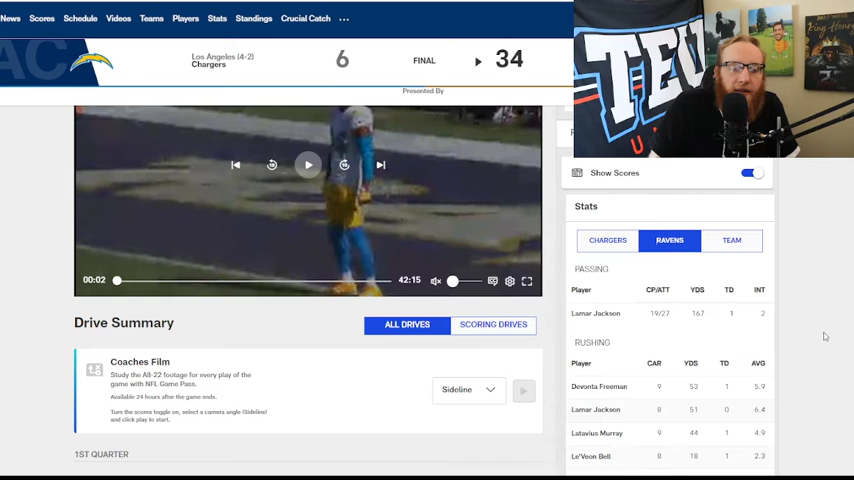 News Scores Schedule Videos Teams Players Stats Standings Crucial Catch ...
AC
Los Angeles (4-2)
Chargers
6
FINAL
34
Presented By
TEU
Show Scores
Stats
CHARGERS RAVENS TEAM
PASSING
Player CP/ATT YDS TD INT
Lamar Jackson 19/27 167 1 2
RUSHING
Player CAR YDS TD AVG
Devonta Freeman 9 53 1 5.9
Lamar Jackson 8 51 0 6.4
Latavius Murray 9 44 1 4.9
Le'Veon Bell 8 18 1 2.3
00:02
42:15
Drive Summary
ALL DRIVES SCORING DRIVES
Coaches Film
Study the All-22 footage for every play of the
game with NFL Game Pass.
Available 24 hours after the game ends.
Turn the scores toggle on, select a camera angle (Sideline)
and click play to start.
Sideline
1ST QUARTER